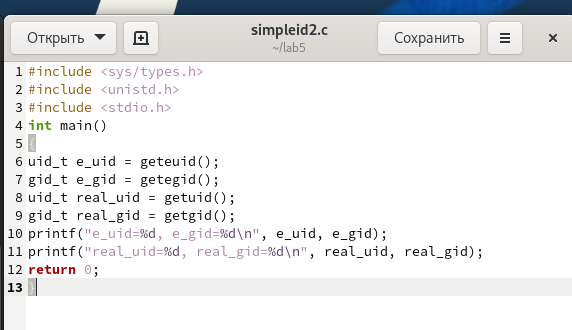 Открыть
simpleid2.c
~/lab5
Сохранить
1 #include <sys/types.h>
2 #include <unistd.h>
3 #include <stdio.h>
4 int main()
5 {
6 uid_t e_uid = geteuid();
7 gid_t e_gid = getegid();
8 uid_t real_uid = getuid();
9 gid_t real_gid = getgid();
10 printf("e_uid=%d, e_gid=%d\n", e_uid, e_gid);
11 printf("real_uid=%d, real_gid=%d\n", real_uid, real_gid);
12 return 0;
13 }